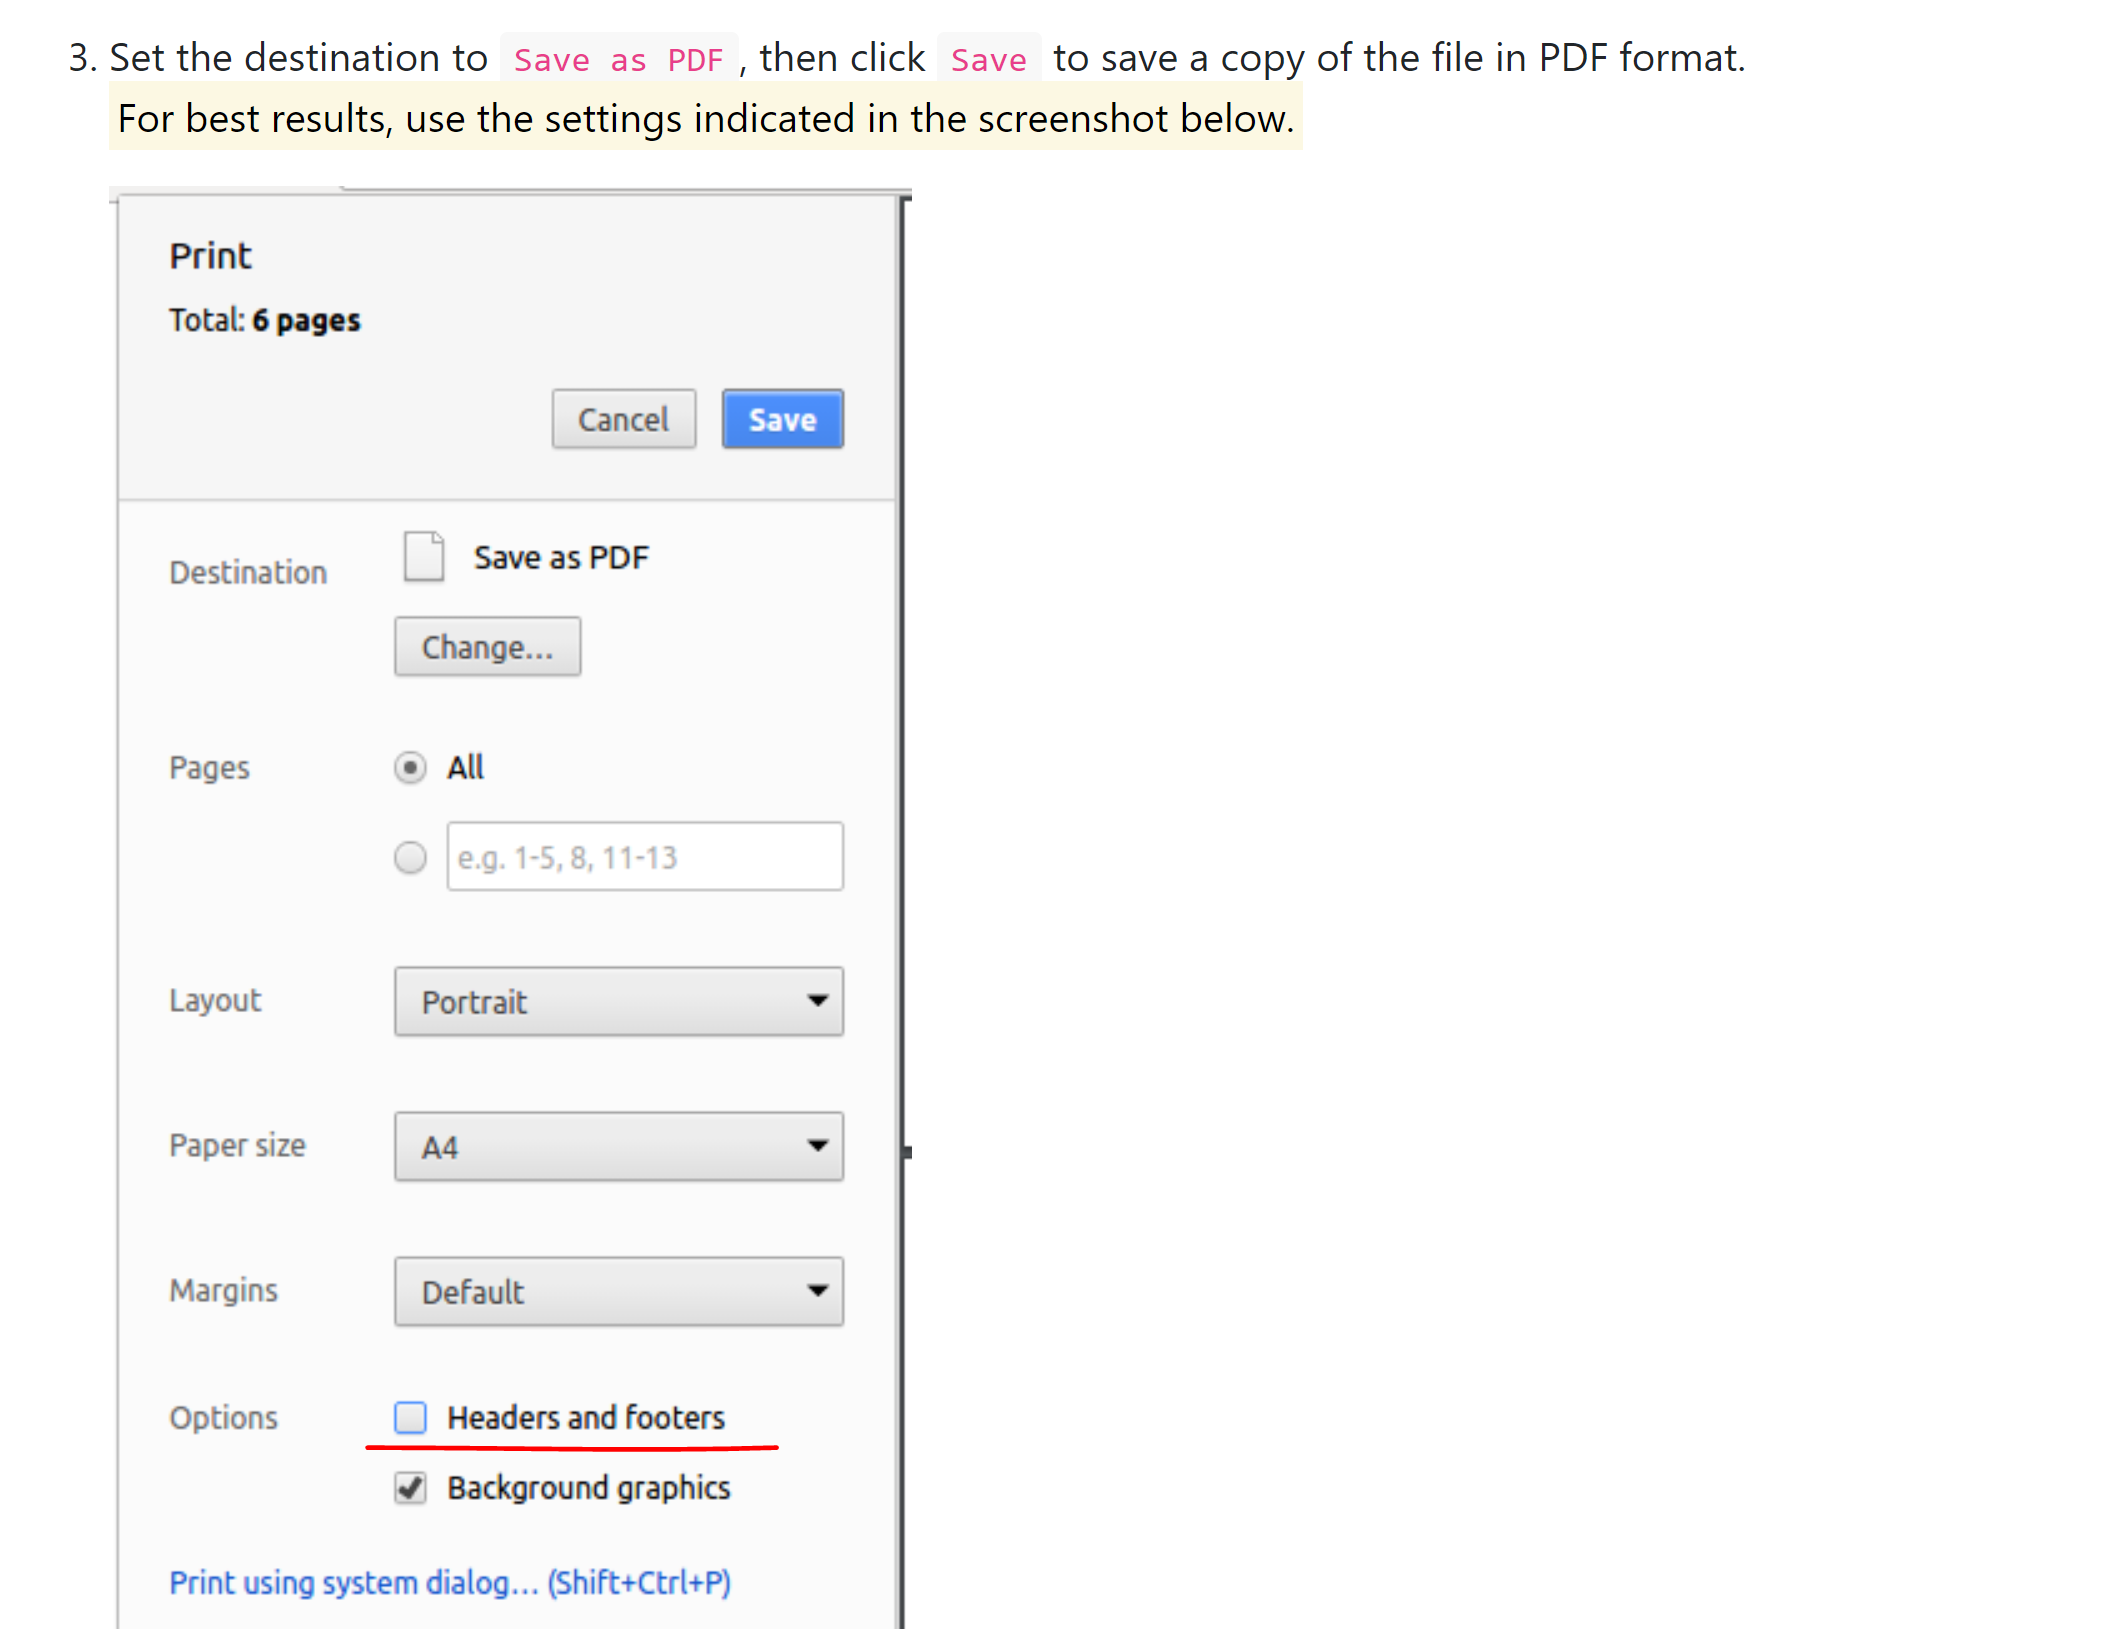 3. Set the destination to Save as PDF , then click Save to save a copy of the file in PDF format.
For best results, use the settings indicated in the screenshot below.
Print
Total: 6 pages
Cancel Save
Destination Save as PDF
Change...
Pages All
e.g. 1-5, 8, 11-13
Layout Portrait
Paper size A4
Margins Default
Options Headers and footers
Background graphics
Print using system dialog... (Shift+Ctrl+P)